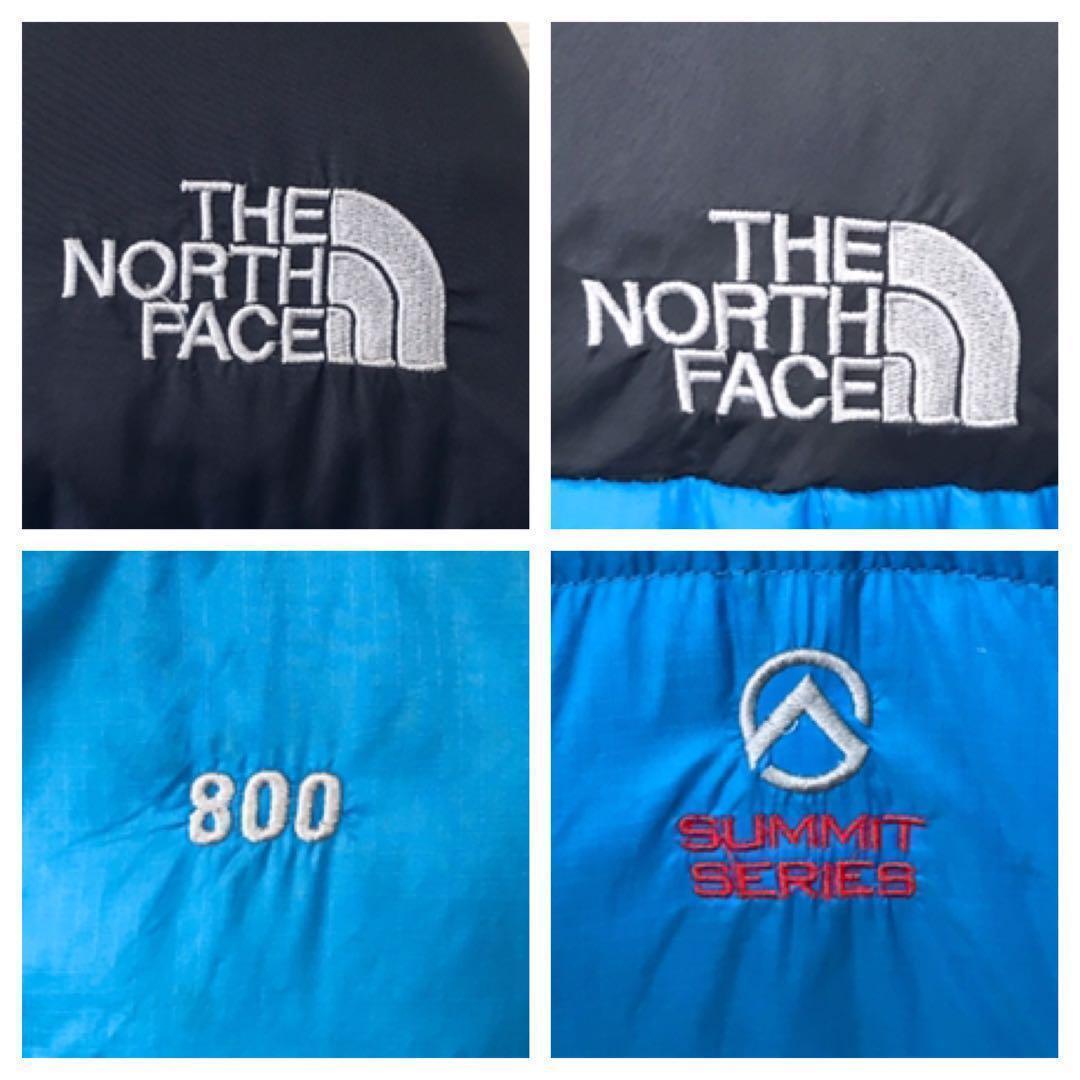 THE
NORTH
FACE
THE
NORTH
FACE
800
SUMMIT
SERIES